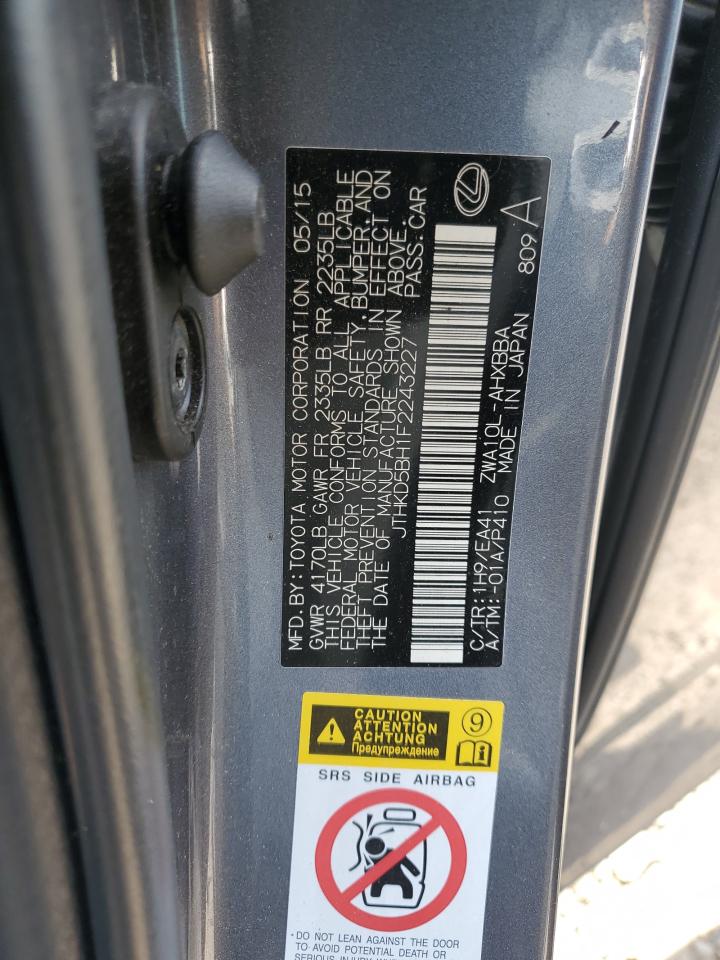 MFD. BY: TOYOTA MOTOR CORPORATION 05/15
GVWR 4170LB GAWR FR 2335LB RR 2235LB
THIS VEHICLE CONFORMS TO ALL APPLICABLE
FEDERAL MOTOR VEHICLE SAFETY, BUMPER, AND
THEFT PREVENTION STANDARDS IN EFFECT ON
THE DATE OF MANUFACTURE SHOWN ABOVE.
JTHKD5BH1F2243227 PASS. CAR
C/TR: 1H9/EA41 ZWA10L-AHXBBA
A/TM: -01A/P410 MADE IN JAPAN
809 A
CAUTION
ATTENTION
ACHTUNG
Предупреждение
9
i
SRS SIDE AIRBAG
· DO NOT LEAN AGAINST THE DOOR
TO AVOID POTENTIAL DEATH OR
SERIOUS INJURY